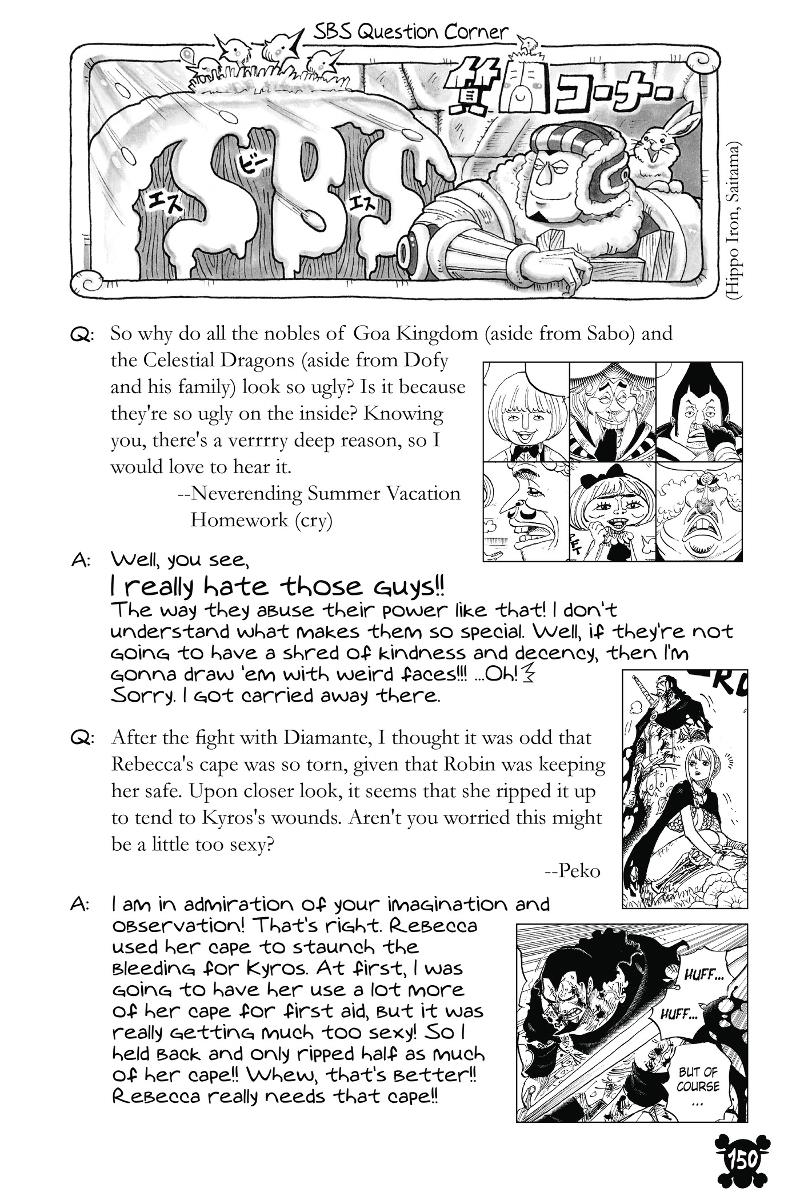 SBS Question Corner
質問コーナー
エス ビー エス
SBS
(Hippo Iron, Saitama)
Q: So why do all the nobles of Goa Kingdom (aside from Sabo) and
the Celestial Dragons (aside from Dofy
and his family) look so ugly? Is it because
they're so ugly on the inside? Knowing
you, there's a verrrry deep reason, so I
would love to hear it.
--Neverending Summer Vacation
Homework (cry)
A: Well, you see,
I really hate those guys!!
The way they abuse their power like that! I don't
understand what makes them so special. Well, if they're not
going to have a shred of kindness and decency, then I'm
gonna draw 'em with weird faces!!! ...Oh!
Sorry. I got carried away there.
Q: After the fight with Diamante, I thought it was odd that
Rebecca's cape was so torn, given that Robin was keeping
her safe. Upon closer look, it seems that she ripped it up
to tend to Kyros's wounds. Aren't you worried this might
be a little too sexy?
--Peko
A: I am in admiration of your imagination and
observation! That's right. Rebecca
used her cape to staunch the
bleeding for Kyros. At first, I was
going to have her use a lot more
of her cape for first aid, but it was
really getting much too sexy! So I
held back and only ripped half as much
of her cape!! Whew, that's better!!
Rebecca really needs that cape!!
HUFF...
HUFF...
BUT OF
COURSE
...
150